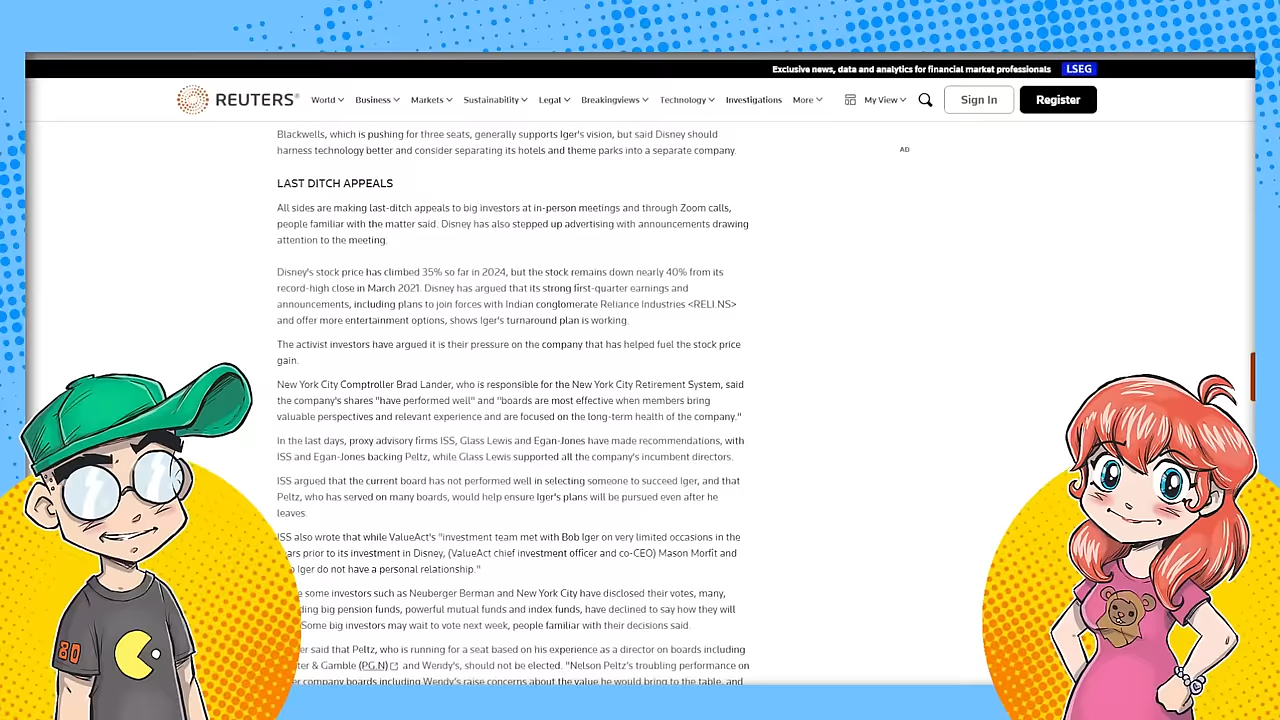 Exclusive news, data and analytics for financial market professionals LSEG
REUTERS® World Business Markets Sustainability Legal Breakingviews Technology Investigations More My View Sign In Register
Blackwells, which is pushing for three seats, generally supports Iger's vision, but said Disney should
harness technology better and consider separating its hotels and theme parks into a separate company.
AD
LAST DITCH APPEALS
All sides are making last-ditch appeals to big investors at in-person meetings and through Zoom calls,
people familiar with the matter said. Disney has also stepped up advertising with announcements drawing
attention to the meeting.
Disney's stock price has climbed 35% so far in 2024, but the stock remains down nearly 40% from its
record-high close in March 2021. Disney has argued that its strong first-quarter earnings and
announcements, including plans to join forces with Indian conglomerate Reliance Industries <RELI.NS>
and offer more entertainment options, shows Iger's turnaround plan is working.
The activist investors have argued it is their pressure on the company that has helped fuel the stock price
gain.
New York City Comptroller Brad Lander, who is responsible for the New York City Retirement System, said
the company's shares "have performed well" and "boards are most effective when members bring
valuable perspectives and relevant experience and are focused on the long-term health of the company."
In the last days, proxy advisory firms ISS, Glass Lewis and Egan-Jones have made recommendations, with
ISS and Egan-Jones backing Peltz, while Glass Lewis supported all the company's incumbent directors.
ISS argued that the current board has not performed well in selecting someone to succeed Iger, and that
Peltz, who has served on many boards, would help ensure Iger's plans will be pursued even after he
leaves.
ISS also wrote that while ValueAct's "investment team met with Bob Iger on very limited occasions in the
ars prior to its investment in Disney, (ValueAct chief investment officer and co-CEO) Mason Morfit and
Iger do not have a personal relationship."
some investors such as Neuberger Berman and New York City have disclosed their votes, many,
ding big pension funds, powerful mutual funds and index funds, have declined to say how they will
Some big investors may wait to vote next week, people familiar with their decisions said.
er said that Peltz, who is running for a seat based on his experience as a director on boards including
ter & Gamble (PG.N) and Wendy's, should not be elected. "Nelson Peltz's troubling performance on
er company boards including Wendy's raise concerns about the value he would bring to the table, and
80